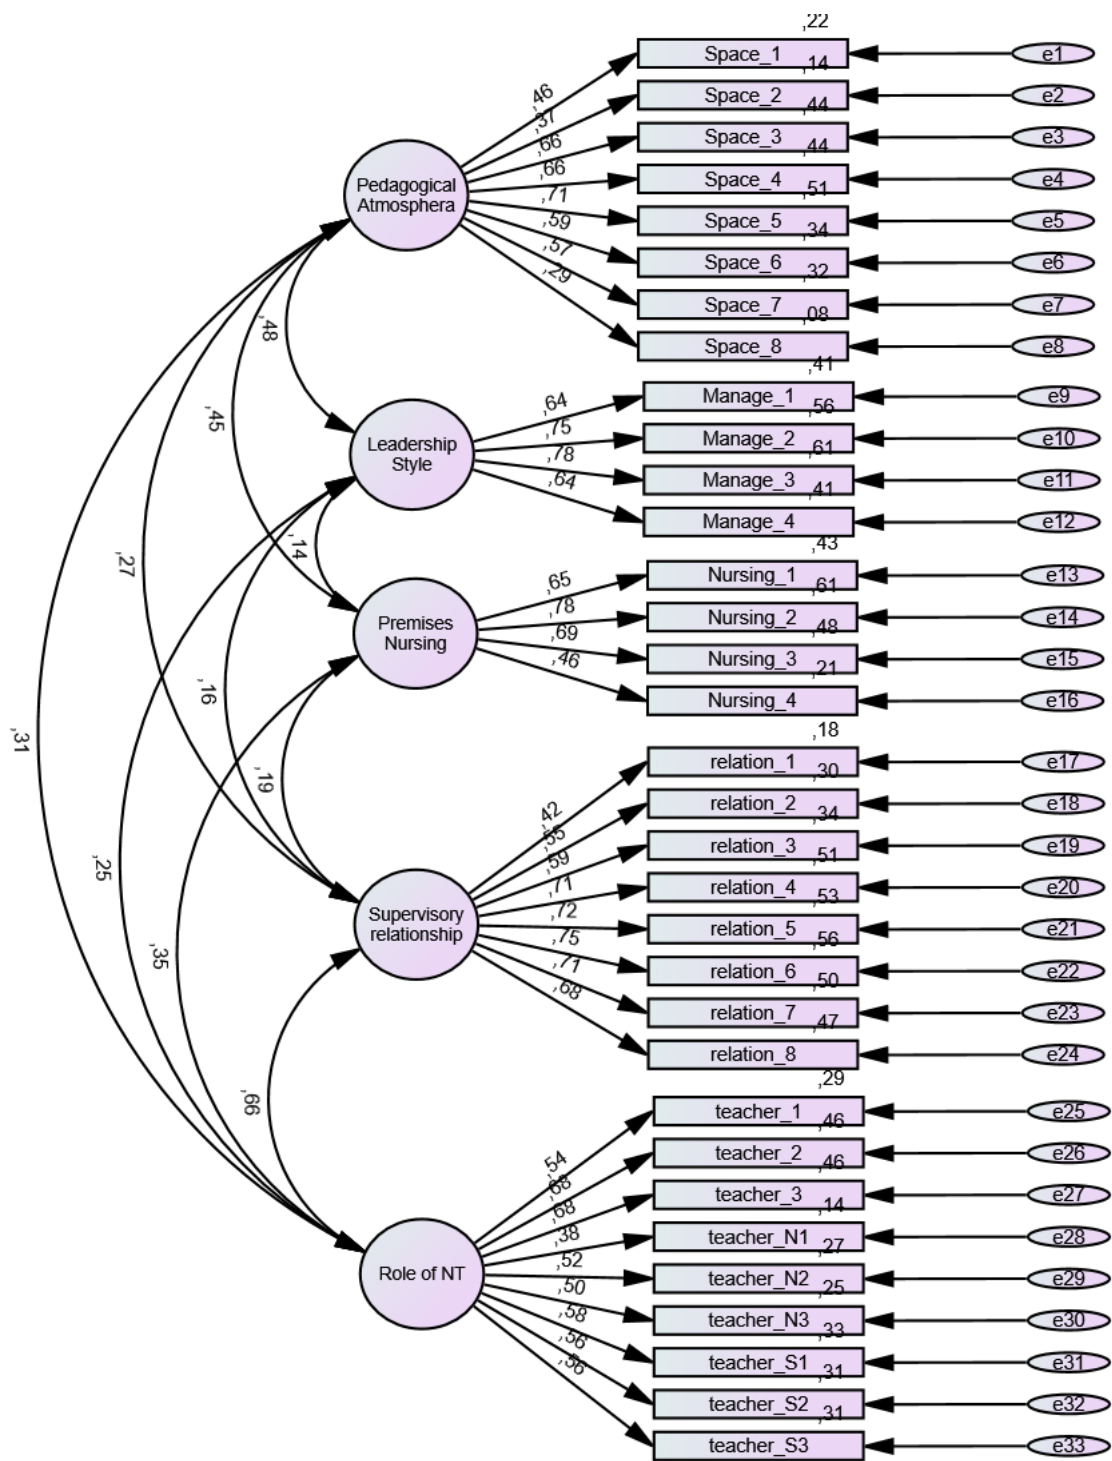 ,22
Space_1
e1
,14
,46
Space_2
e2
,44
,37
Space_3
e3
,44
,66
Space_4
e4
,51
,66
Space_5
e5
,34
,71
Space_6
e6
,32
,59
Space_7
e7
,08
,57
Space_8
e8
,29
Pedagogical
Atmosphera
,41
Manage_1
e9
,56
,64
Manage_2
e10
,61
,75
Manage_3
e11
,41
,78
Manage_4
e12
,64
Leadership
Style
,43
Nursing_1
e13
,61
,65
Nursing_2
e14
,48
,78
Nursing_3
e15
,21
,69
Nursing_4
e16
,46
Premises
Nursing
,18
relation_1
e17
,30
,42
relation_2
e18
,34
,55
relation_3
e19
,51
,59
relation_4
e20
,53
,71
relation_5
e21
,56
,72
relation_6
e22
,50
,75
relation_7
e23
,47
,71
relation_8
e24
,68
Supervisory
relationship
,29
teacher_1
e25
,46
,54
teacher_2
e26
,46
,68
teacher_3
e27
,14
,68
teacher_N1
e28
,27
,38
teacher_N2
e29
,25
,52
teacher_N3
e30
,33
,50
teacher_S1
e31
,31
,58
teacher_S2
e32
,31
,56
teacher_S3
e33
,56
Role of NT
,48
,45
,27
,14
,16
,31
,19
,25
,35
,66